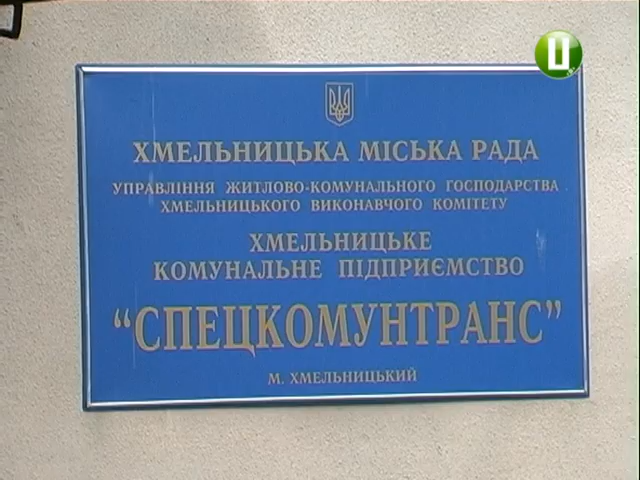 Ц
ХМЕЛЬНИЦЬКА МІСЬКА РАДА
УПРАВЛІННЯ ЖИТЛОВО-КОМУНАЛЬНОГО ГОСПОДАРСТВА
ХМЕЛЬНИЦЬКОГО ВИКОНАВЧОГО КОМІТЕТУ
ХМЕЛЬНИЦЬКЕ
КОМУНАЛЬНЕ ПІДПРИЄМСТВО
“СПЕЦКОМУНТРАНС”
М. ХМЕЛЬНИЦЬКИЙ